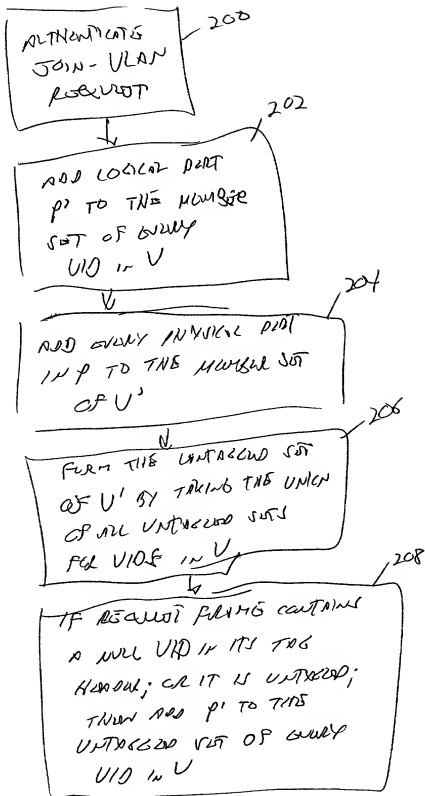 200
AUTHENTICATE
JOIN-VLAN
REQUEST
202
ADD LOGICAL PORT
P' TO THE MEMBER
SET OF EVERY
VID IN V
204
ADD EVERY PHYSICAL PORT
IN P TO THE MEMBER SET
OF V'
206
FORM THE UNTAGGED SET
OF V' BY TAKING THE UNION
OF ALL UNTAGGED SETS
FOR VIDS IN V
208
IF REQUEST FRAME CONTAINS
A NULL VID IN ITS TAG
HEADER; OR IT IS UNTAGGED;
THEN ADD P' TO THE
UNTAGGED SET OF EVERY
VID IN V